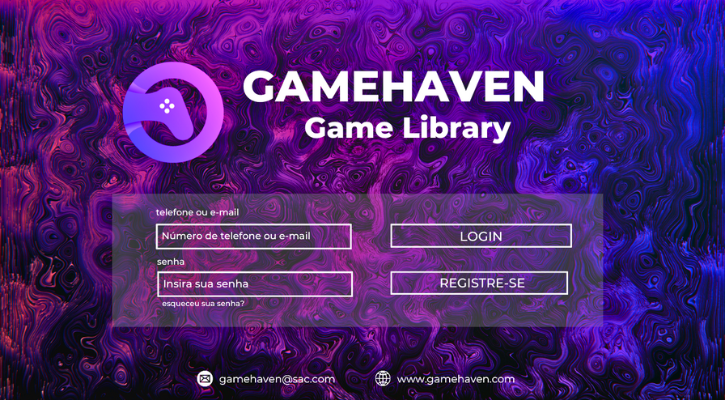 GAMEHAVEN
Game Library
telefone ou e-mail
Número de telefone ou e-mail
LOGIN
senha
Insira sua senha
REGISTRE-SE
esqueceu sua senha?
gamehaven@sac.com
www.gamehaven.com